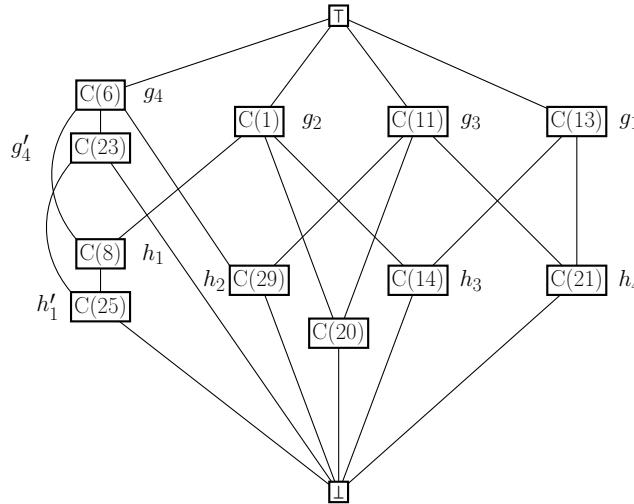 ⊤
C(6) g₄
C(1) g₂ C(11) g₃ C(13) g₁
g′₄ C(23)
C(8) h₁
h₂ C(29) C(14) h₃ C(21) h₄
h′₁ C(25)
C(20)
⊥